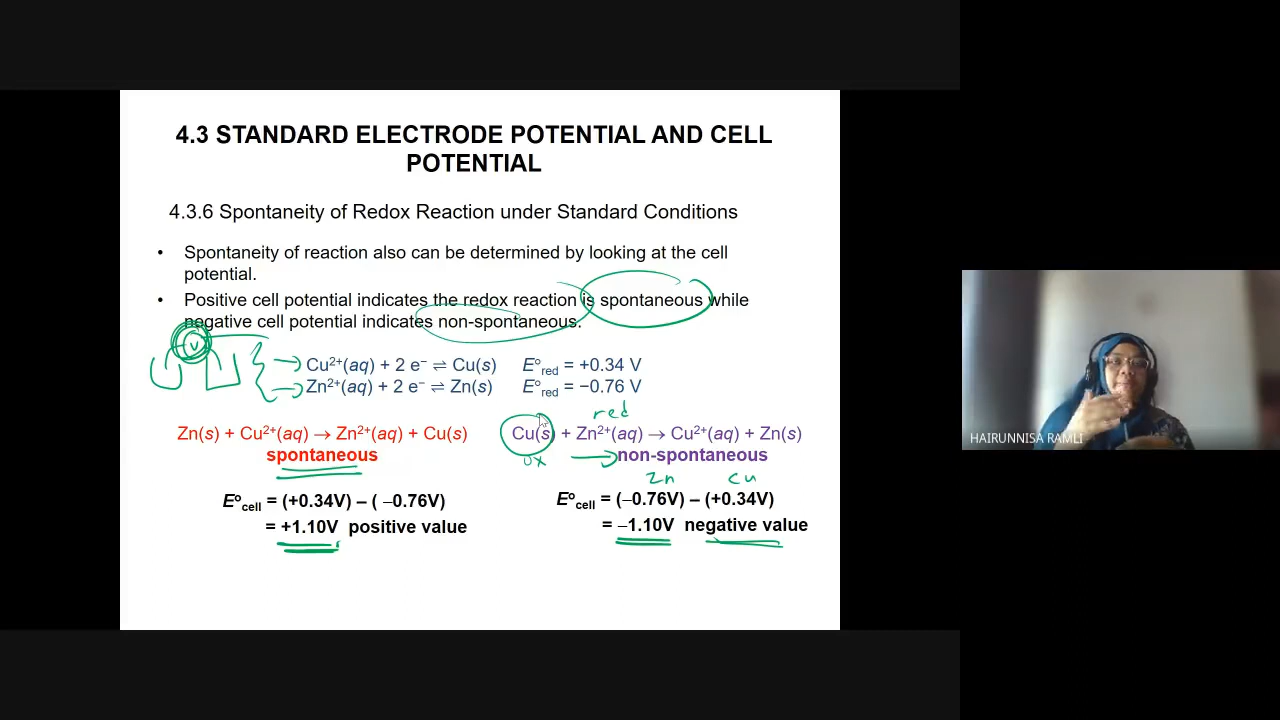 4.3 STANDARD ELECTRODE POTENTIAL AND CELL
POTENTIAL
4.3.6 Spontaneity of Redox Reaction under Standard Conditions
• Spontaneity of reaction also can be determined by looking at the cell
potential.
• Positive cell potential indicates the redox reaction is spontaneous while
negative cell potential indicates non-spontaneous.
V
Cu²⁺(aq) + 2 e⁻ ⇌ Cu(s) E°red = +0.34 V
Zn²⁺(aq) + 2 e⁻ ⇌ Zn(s) E°red = −0.76 V
red
Zn(s) + Cu²⁺(aq) → Zn²⁺(aq) + Cu(s)
spontaneous
E°cell = (+0.34V) – ( –0.76V)
= +1.10V positive value
Cu(s) + Zn²⁺(aq) → Cu²⁺(aq) + Zn(s)
ox
non-spontaneous
Zn Cu
E°cell = (–0.76V) – (+0.34V)
= –1.10V negative value
HAIRUNNISA RAMLI